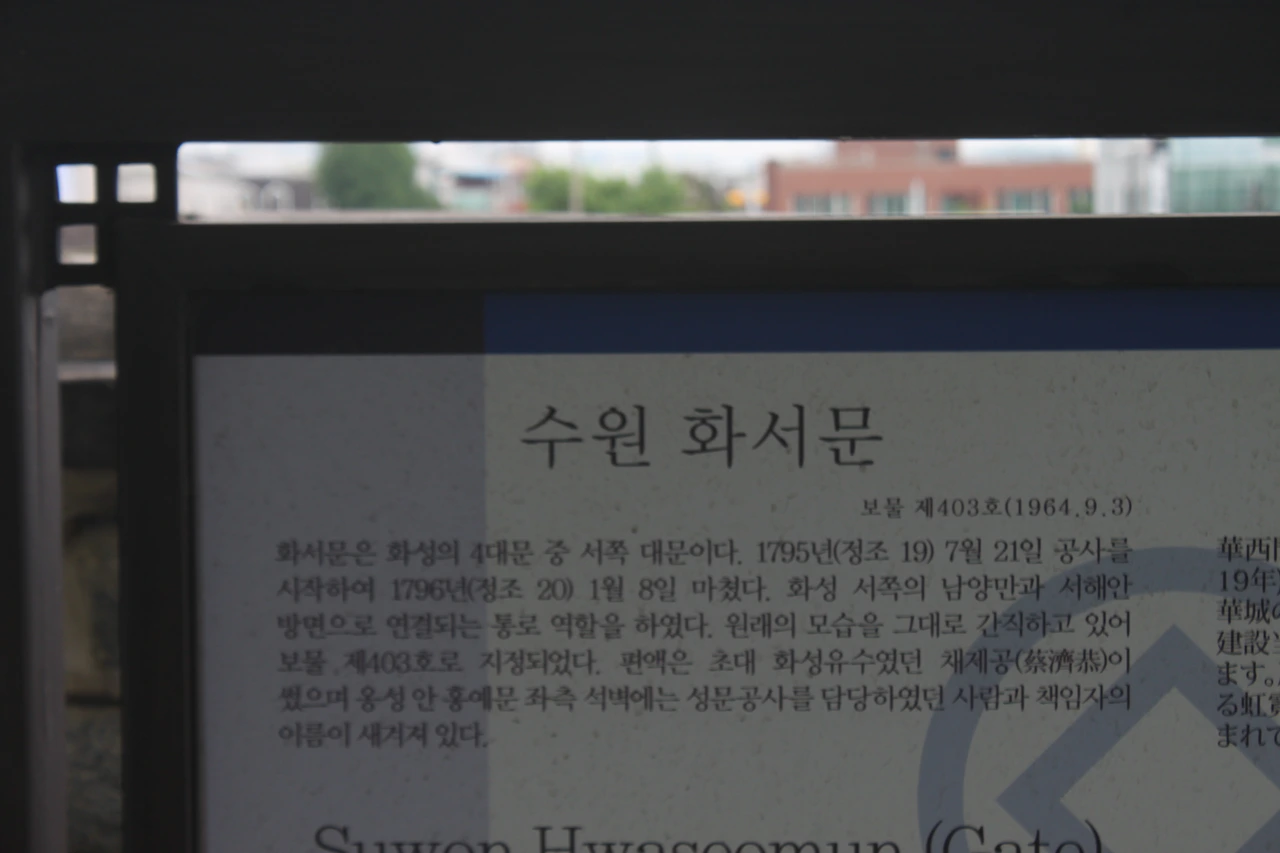 수원 화서문
보물 제403호(1964.9.3)
화서문은 화성의 4대문 중 서쪽 대문이다. 1795년(정조 19) 7월 21일 공사를
시작하여 1796년(정조 20) 1월 8일 마쳤다. 화성 서쪽의 남양만과 서해안
방면으로 연결되는 통로 역할을 하였다. 원래의 모습을 그대로 간직하고 있어
보물 제403호로 지정되었다. 편액은 초대 화성유수였던 채제공(蔡濟恭)이
썼으며 옹성 안 홍예문 좌측 석벽에는 성문공사를 담당하였던 사람과 책임자의
이름이 새겨져 있다.
Suwon Hwaseomun (Gate)
華西
19年
華城の
建設
ます。
る虹
まれて